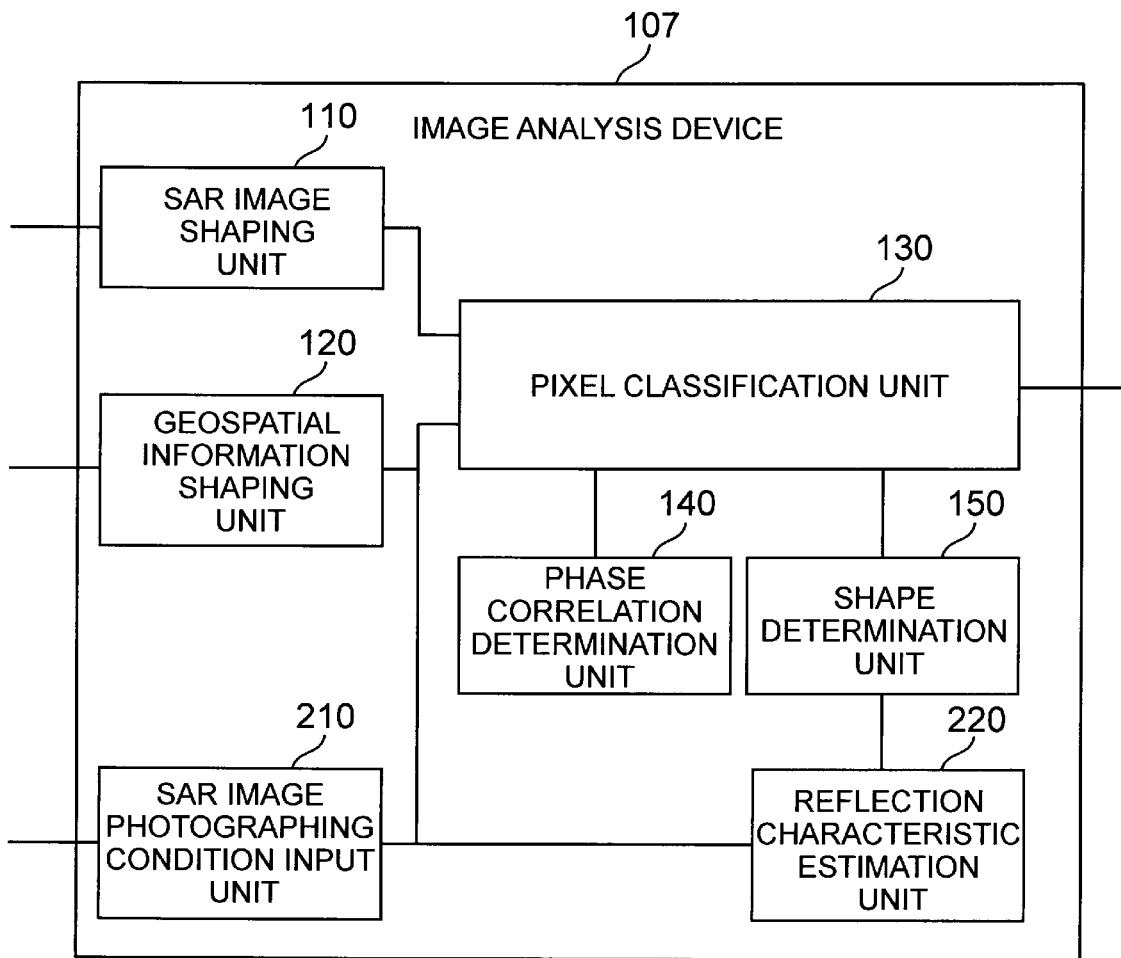 107
IMAGE ANALYSIS DEVICE
110
SAR IMAGE
SHAPING
UNIT
130
PIXEL CLASSIFICATION UNIT
120
GEOSPATIAL
INFORMATION
SHAPING
UNIT
140
PHASE
CORRELATION
DETERMINATION
UNIT
150
SHAPE
DETERMINATION
UNIT
210
SAR IMAGE
PHOTOGRAPHING
CONDITION INPUT
UNIT
220
REFLECTION
CHARACTERISTIC
ESTIMATION
UNIT